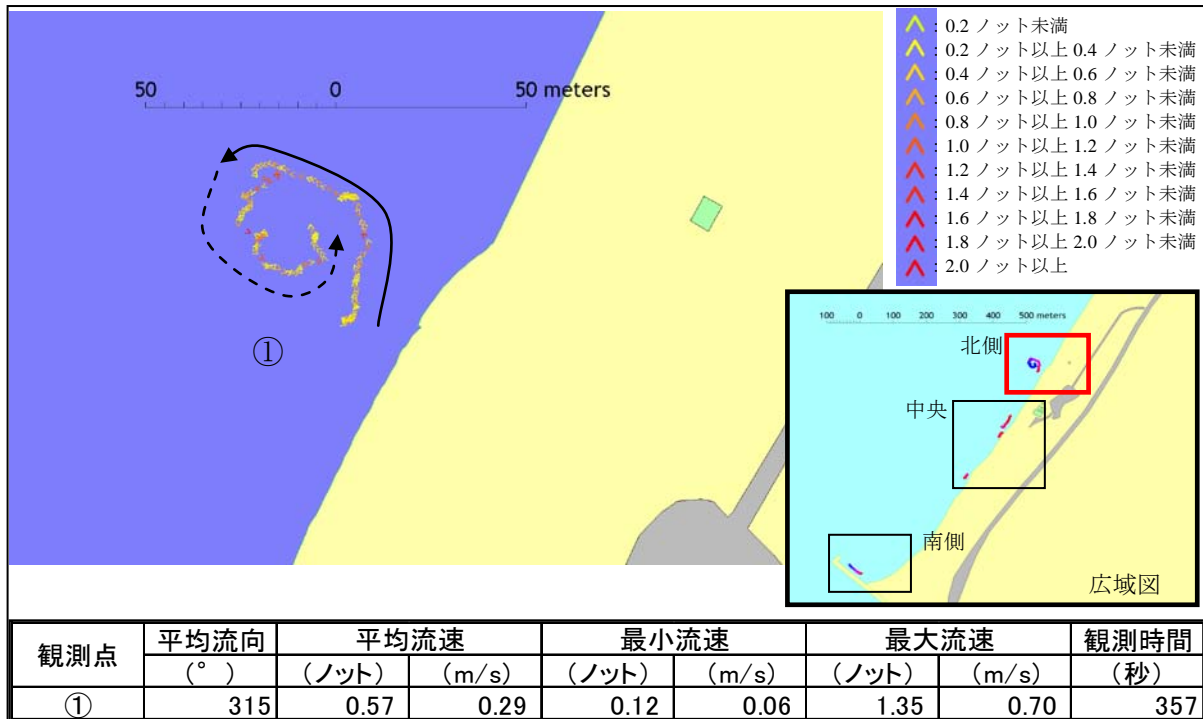 50 0 50 meters
①
: 0.2 ノット未満
: 0.2 ノット以上 0.4 ノット未満
: 0.4 ノット以上 0.6 ノット未満
: 0.6 ノット以上 0.8 ノット未満
: 0.8 ノット以上 1.0 ノット未満
: 1.0 ノット以上 1.2 ノット未満
: 1.2 ノット以上 1.4 ノット未満
: 1.4 ノット以上 1.6 ノット未満
: 1.6 ノット以上 1.8 ノット未満
: 1.8 ノット以上 2.0 ノット未満
: 2.0 ノット以上
100 0 100 200 300 400 500 meters
北側
中央
南側
広域図
観測点 平均流向 平均流速 最小流速 最大流速 観測時間
(°) (ノット) (m/s) (ノット) (m/s) (ノット) (m/s) (秒)
① 315 0.57 0.29 0.12 0.06 1.35 0.70 357